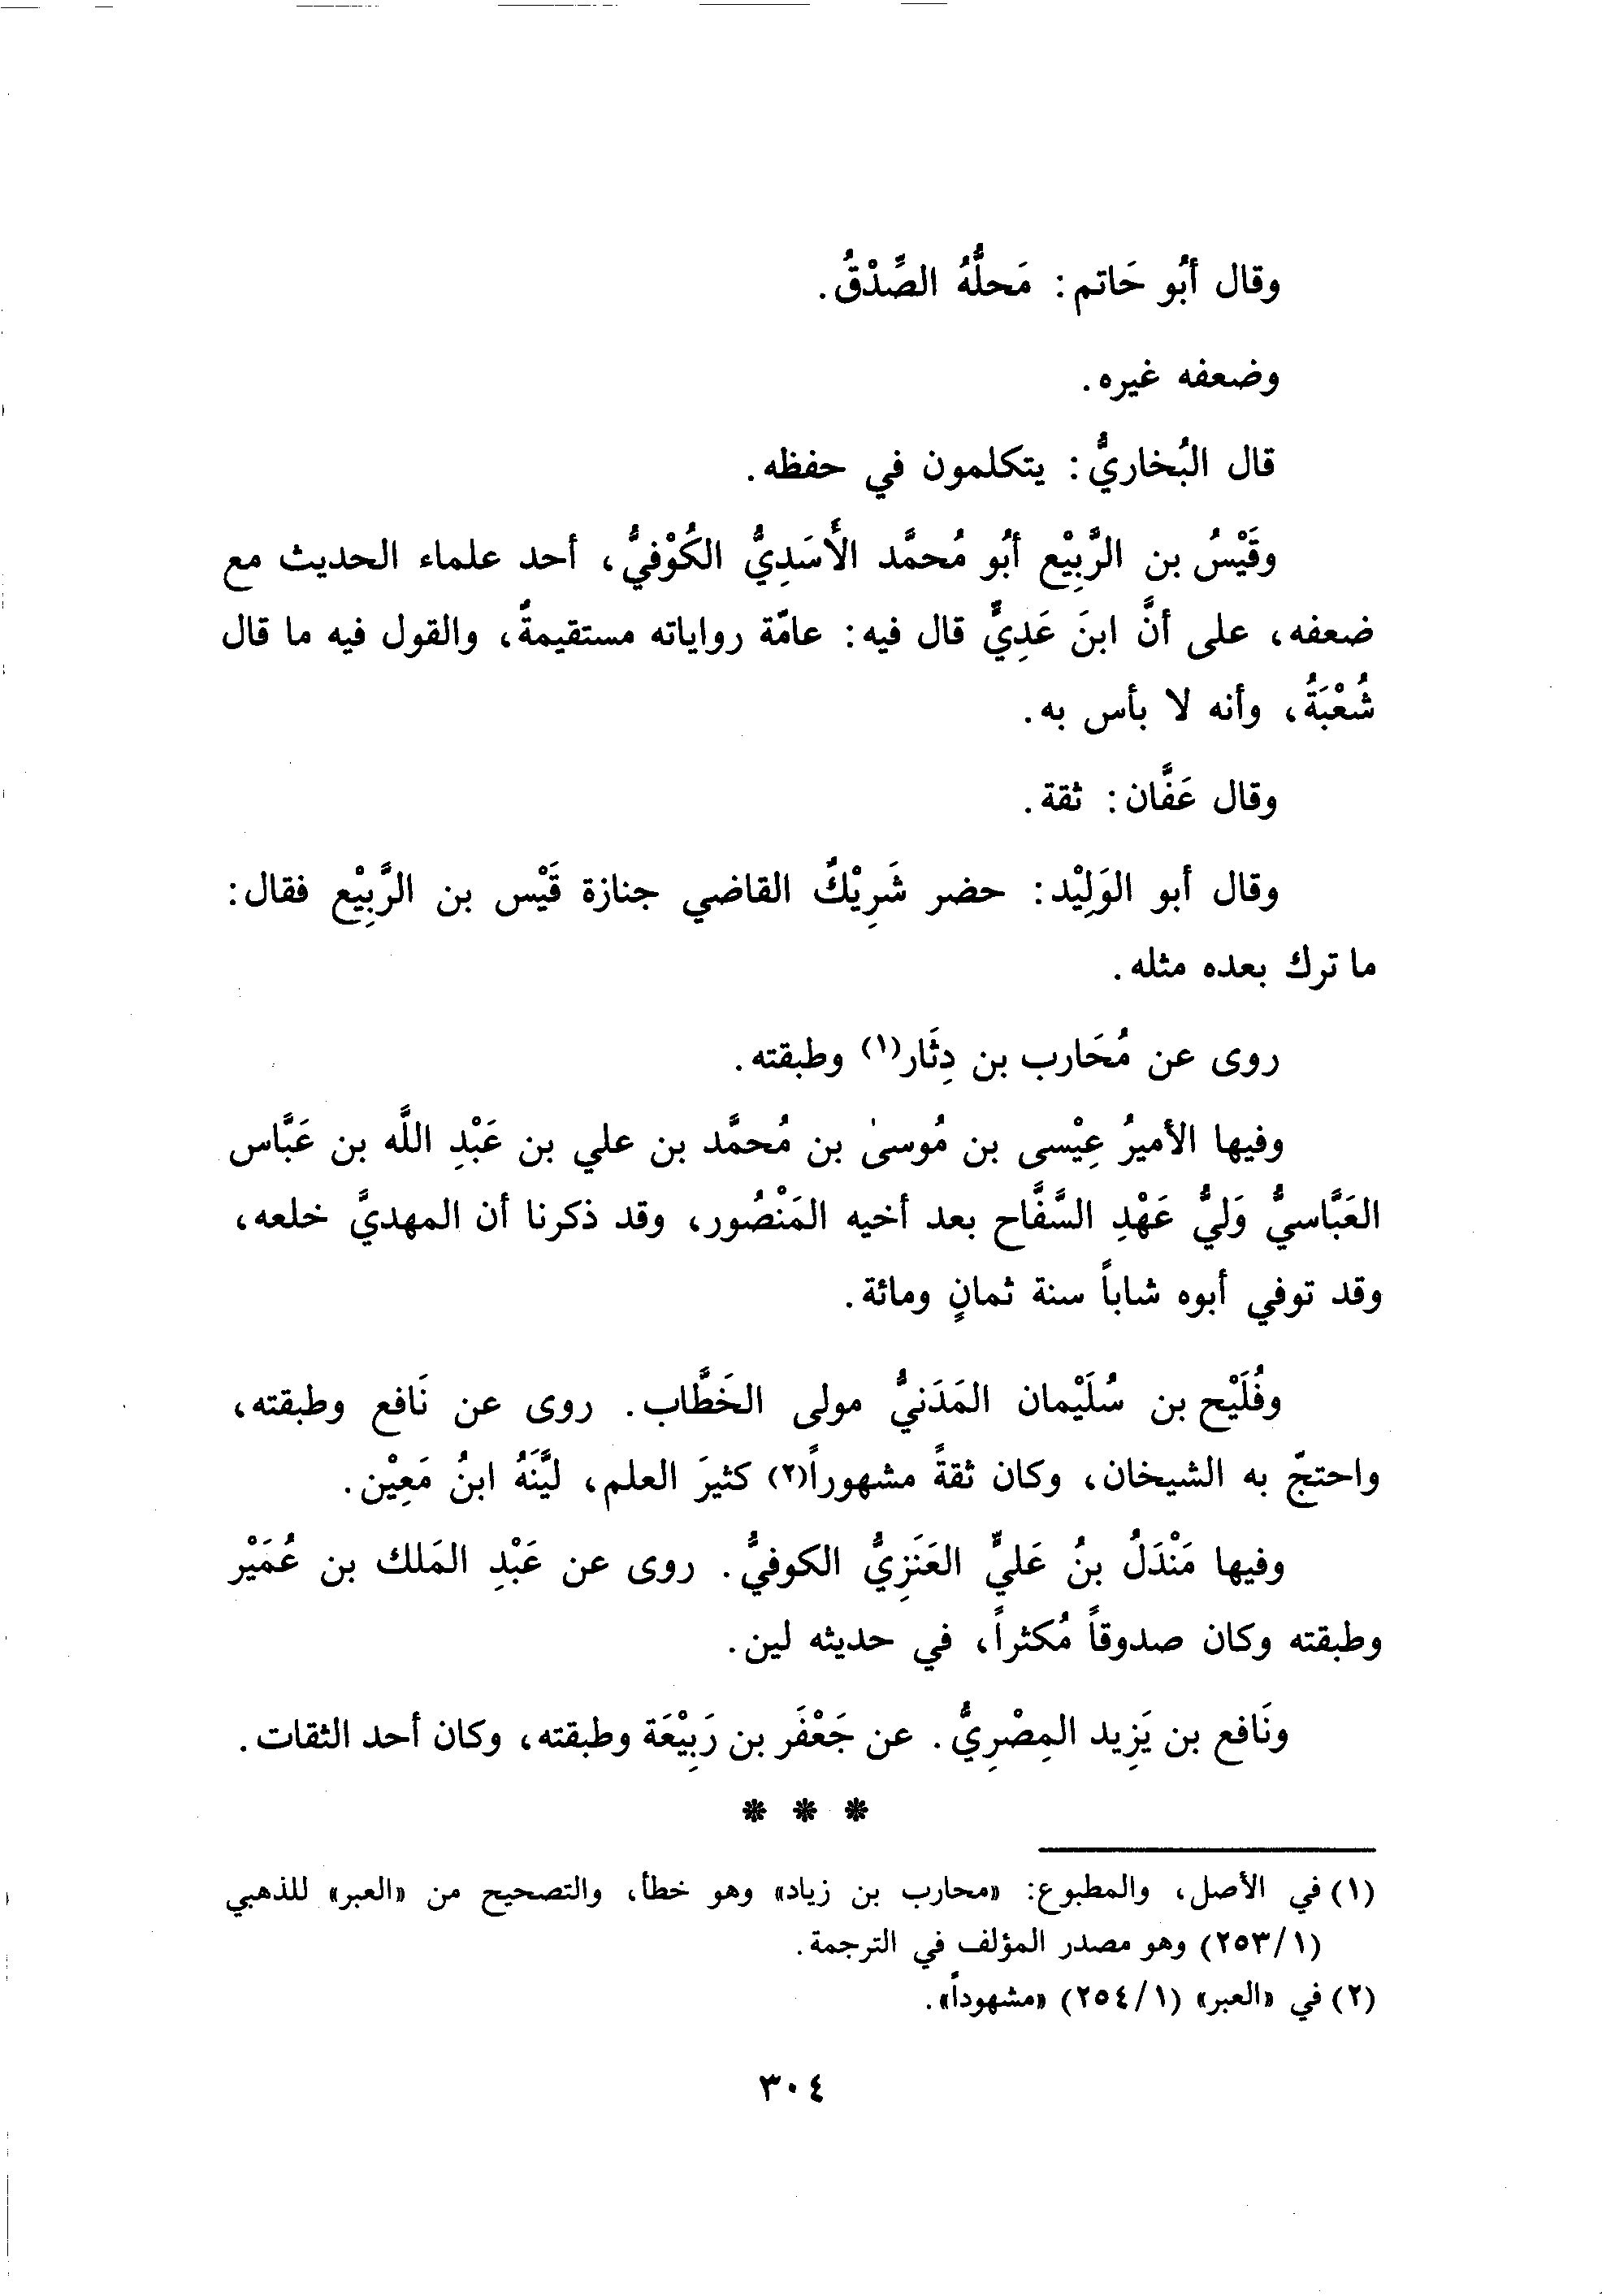 وقال أبُو حَاتم: مَحلُّهُ الصِّدْقُ.
وضعفه غيره.
قال البُخاريُّ: يتكلمون في حفظه.
وقَيْسُ بن الرَّبِيْع أبُو مُحمَّد الأَسَدِيُّ الكُوْفيُّ، أحد علماء الحديث مع
ضعفه، على أنَّ ابنَ عَدِيٍّ قال فيه: عامّة رواياته مستقيمةٌ، والقول فيه ما قال
شُعْبَةُ، وأنه لا بأس به.
وقال عَفَّان: ثقة.
وقال أبو الوَلِيْد: حضر شَرِيْكٌ القاضي جنازة قَيْس بن الرَّبِيْع فقال:
ما ترك بعده مثله.
روى عن مُحَارب بن دِثَار(١) وطبقته.
وفيها الأميرُ عِيْسى بن مُوسىٰ بن مُحمَّد بن علي بن عَبْدِ اللَّه بن عَبَّاس
العَبَّاسيُّ وَليُّ عَهْدِ السَّفَّاح بعد أخيه المَنْصُور، وقد ذكرنا أن المهديَّ خلعه،
وقد توفي أبوه شاباً سنة ثمانٍ ومائة.
وفُلَيْح بن سُلَيْمان المَدَنيُّ مولى الخَطَّاب. روى عن نَافع وطبقته،
واحتجّ به الشيخان، وكان ثقةً مشهوراً(٢) كثيرَ العلم، ليَّنَهُ ابنُ مَعِيْن.
وفيها مَنْدَلُ بنُ عَليٍّ العَنَزِيُّ الكوفيُّ. روى عن عَبْدِ المَلك بن عُمَيْر
وطبقته وكان صدوقاً مُكثراً، في حديثه لين.
ونَافع بن يَزِيد المِصْرِيُّ. عن جَعْفَر بن رَبِيْعَة وطبقته، وكان أحد الثقات.
* * *
(١) في الأصل، والمطبوع: «محارب بن زياد» وهو خطأ، والتصحيح من «العبر» للذهبي
(٢٥٣/١) وهو مصدر المؤلف في الترجمة.
(٢) في «العبر» (٢٥٤/١) «مشهوداً».
٣٠٤